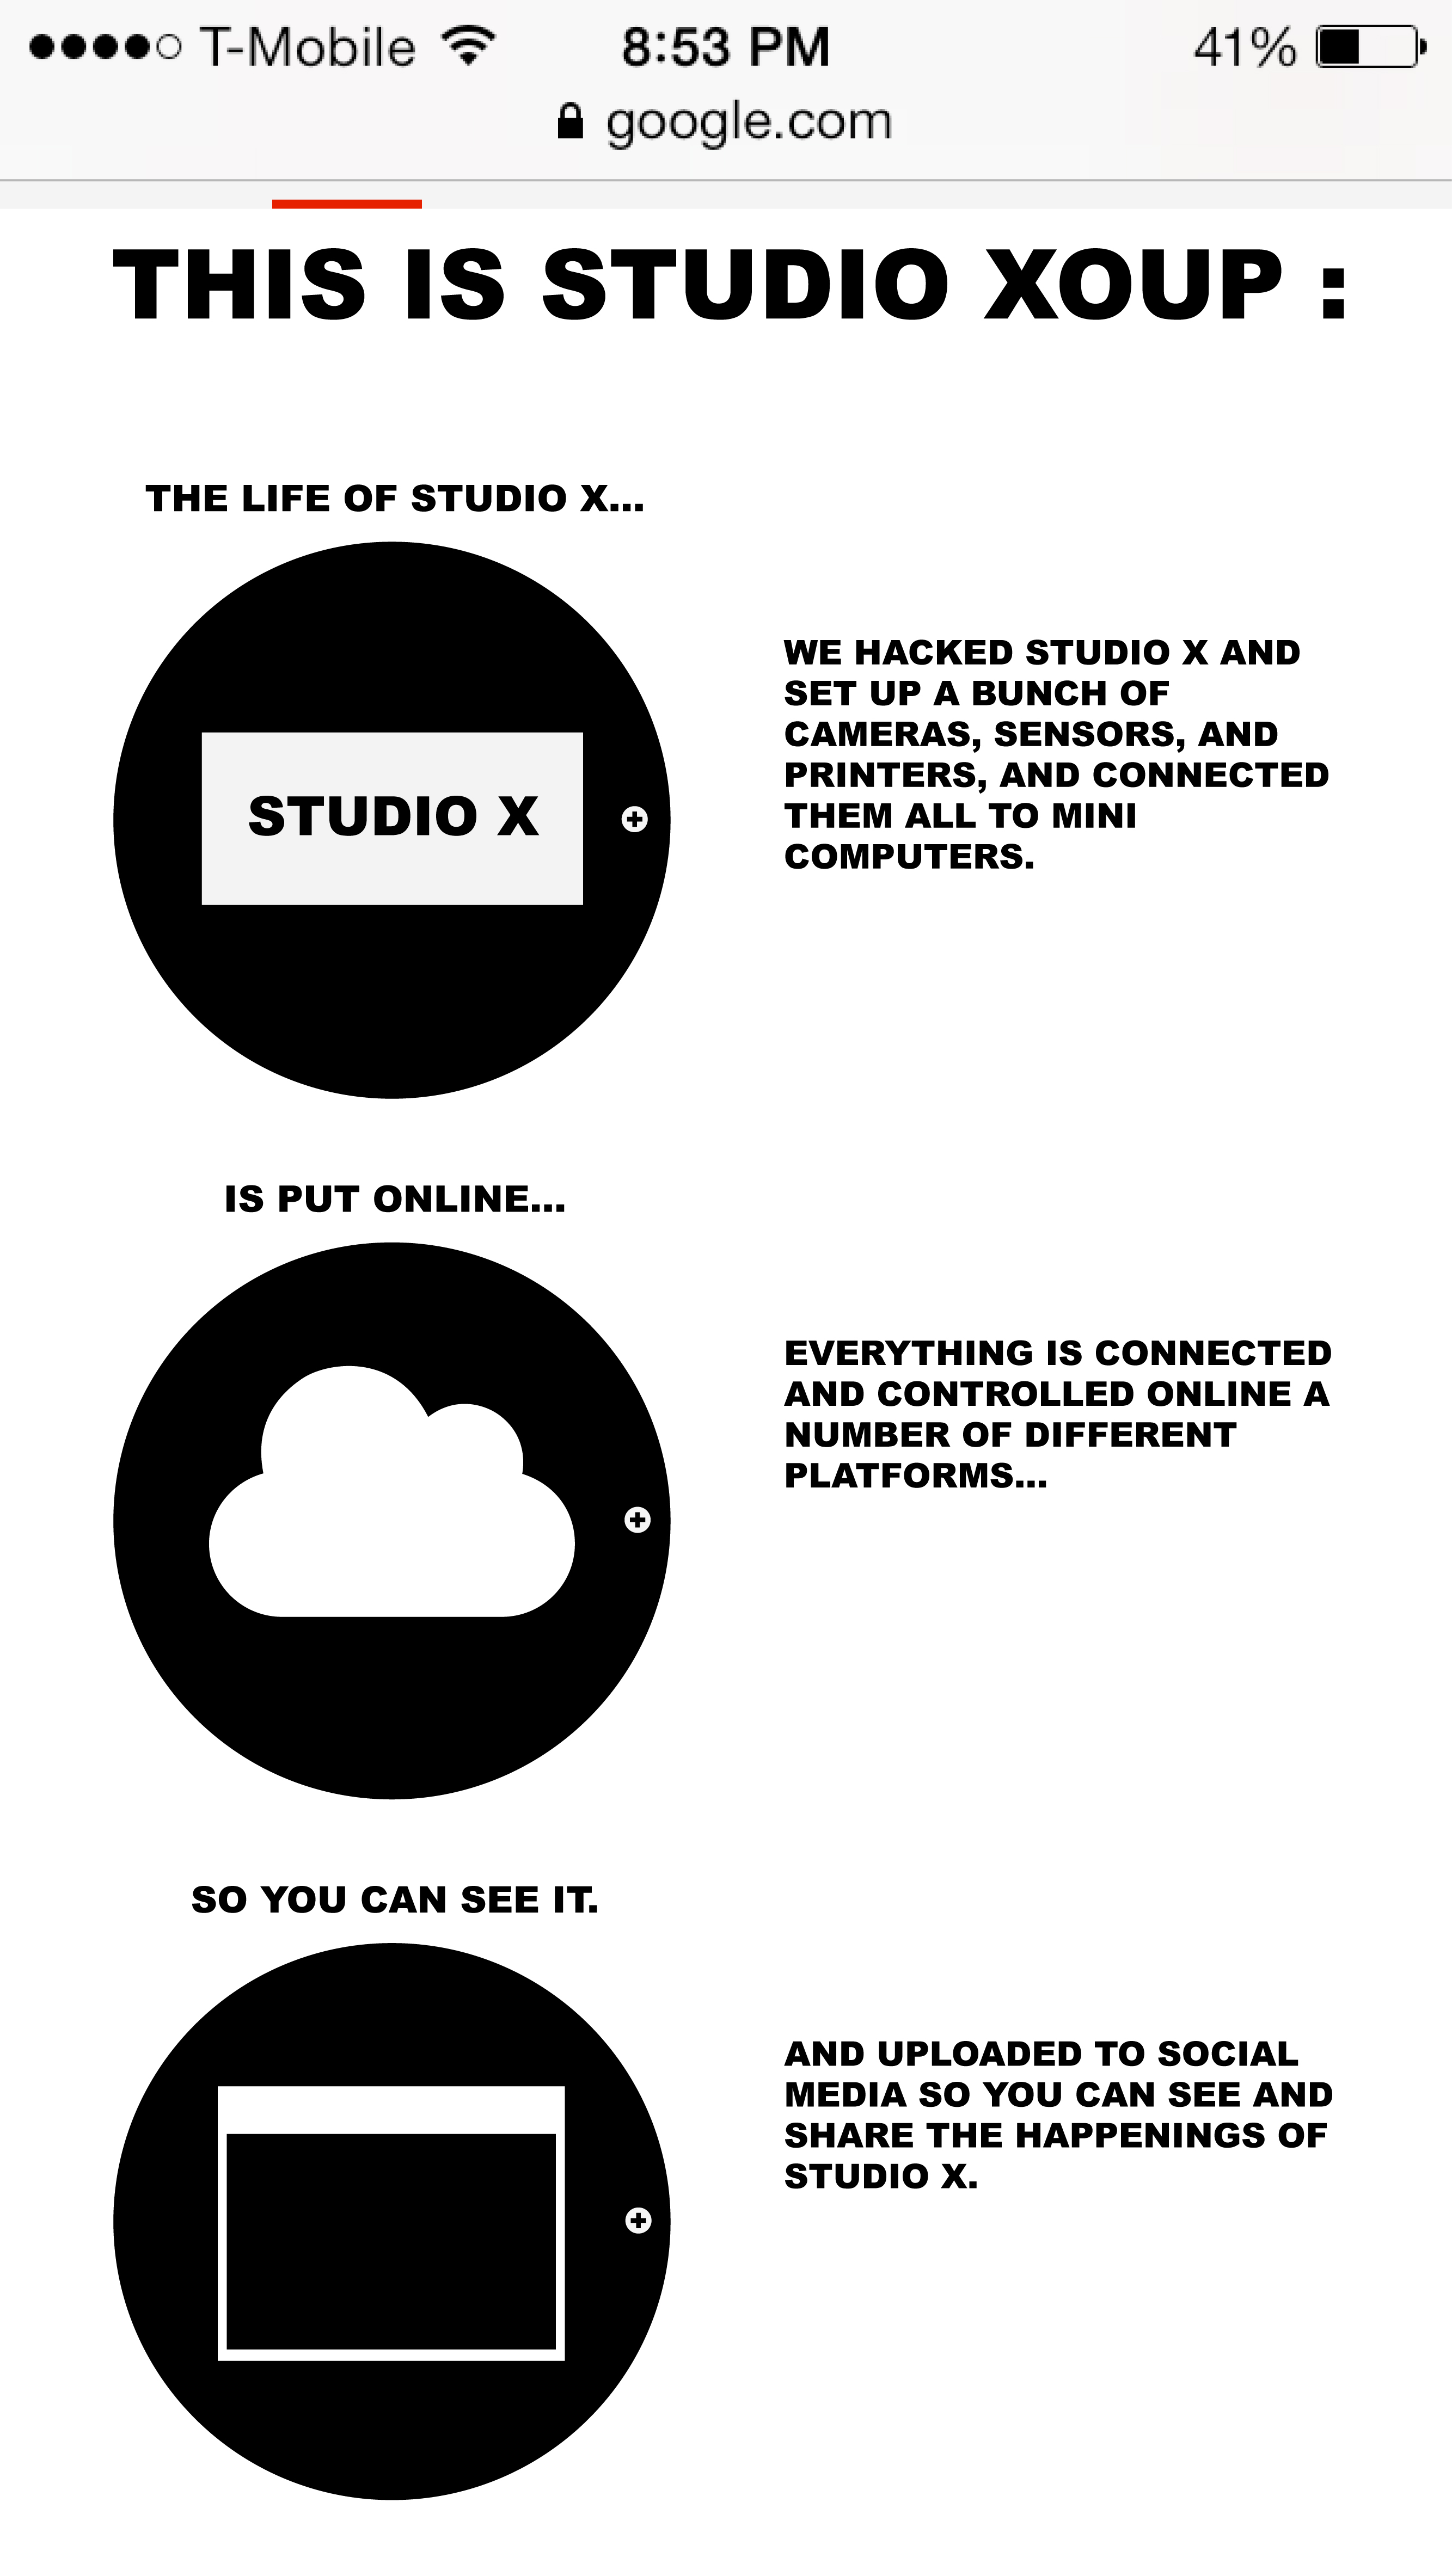 T-Mobile 8:53 PM 41%
google.com
THIS IS STUDIO XOUP :
THE LIFE OF STUDIO X...
STUDIO X
WE HACKED STUDIO X AND
SET UP A BUNCH OF
CAMERAS, SENSORS, AND
PRINTERS, AND CONNECTED
THEM ALL TO MINI
COMPUTERS.
IS PUT ONLINE...
EVERYTHING IS CONNECTED
AND CONTROLLED ONLINE A
NUMBER OF DIFFERENT
PLATFORMS...
SO YOU CAN SEE IT.
AND UPLOADED TO SOCIAL
MEDIA SO YOU CAN SEE AND
SHARE THE HAPPENINGS OF
STUDIO X.